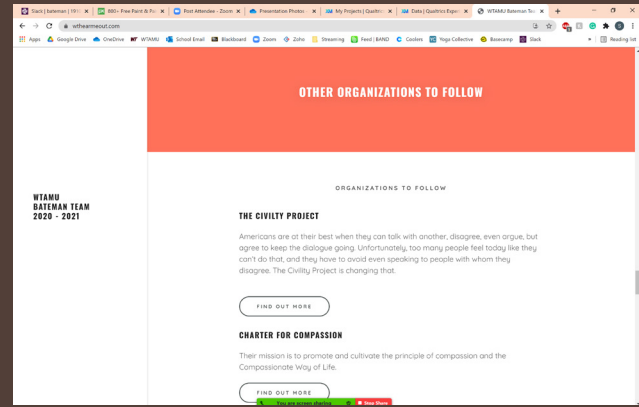 Slack | bateman | 19
800+ Free Paint & Pa
Post Attendee - Zoom
Presentation Photos
My Projects | Qualtrics
Data | Qualtrics Exper
WTAMU Bateman Tea
wthearmeout.com
Apps
Google Drive
OneDrive
WTAMU
School Email
Blackboard
Zoom
Zoho
Streaming
Feed | BAND
Coolers
Yoga Collective
Basecamp
Slack
Reading list
OTHER ORGANIZATIONS TO FOLLOW
WTAMU
BATEMAN TEAM
2020 - 2021
ORGANIZATIONS TO FOLLOW
THE CIVILTY PROJECT
Americans are at their best when they can talk with another, disagree, even argue, but
agree to keep the dialogue going. Unfortunately, too many people feel today like they
can't do that, and they have to avoid even speaking to people with whom they
disagree. The Civility Project is changing that.
FIND OUT MORE
CHARTER FOR COMPASSION
Their mission is to promote and cultivate the principle of compassion and the
Compassionate Way of Life.
FIND OUT MORE
You are screen sharing
Stop Share